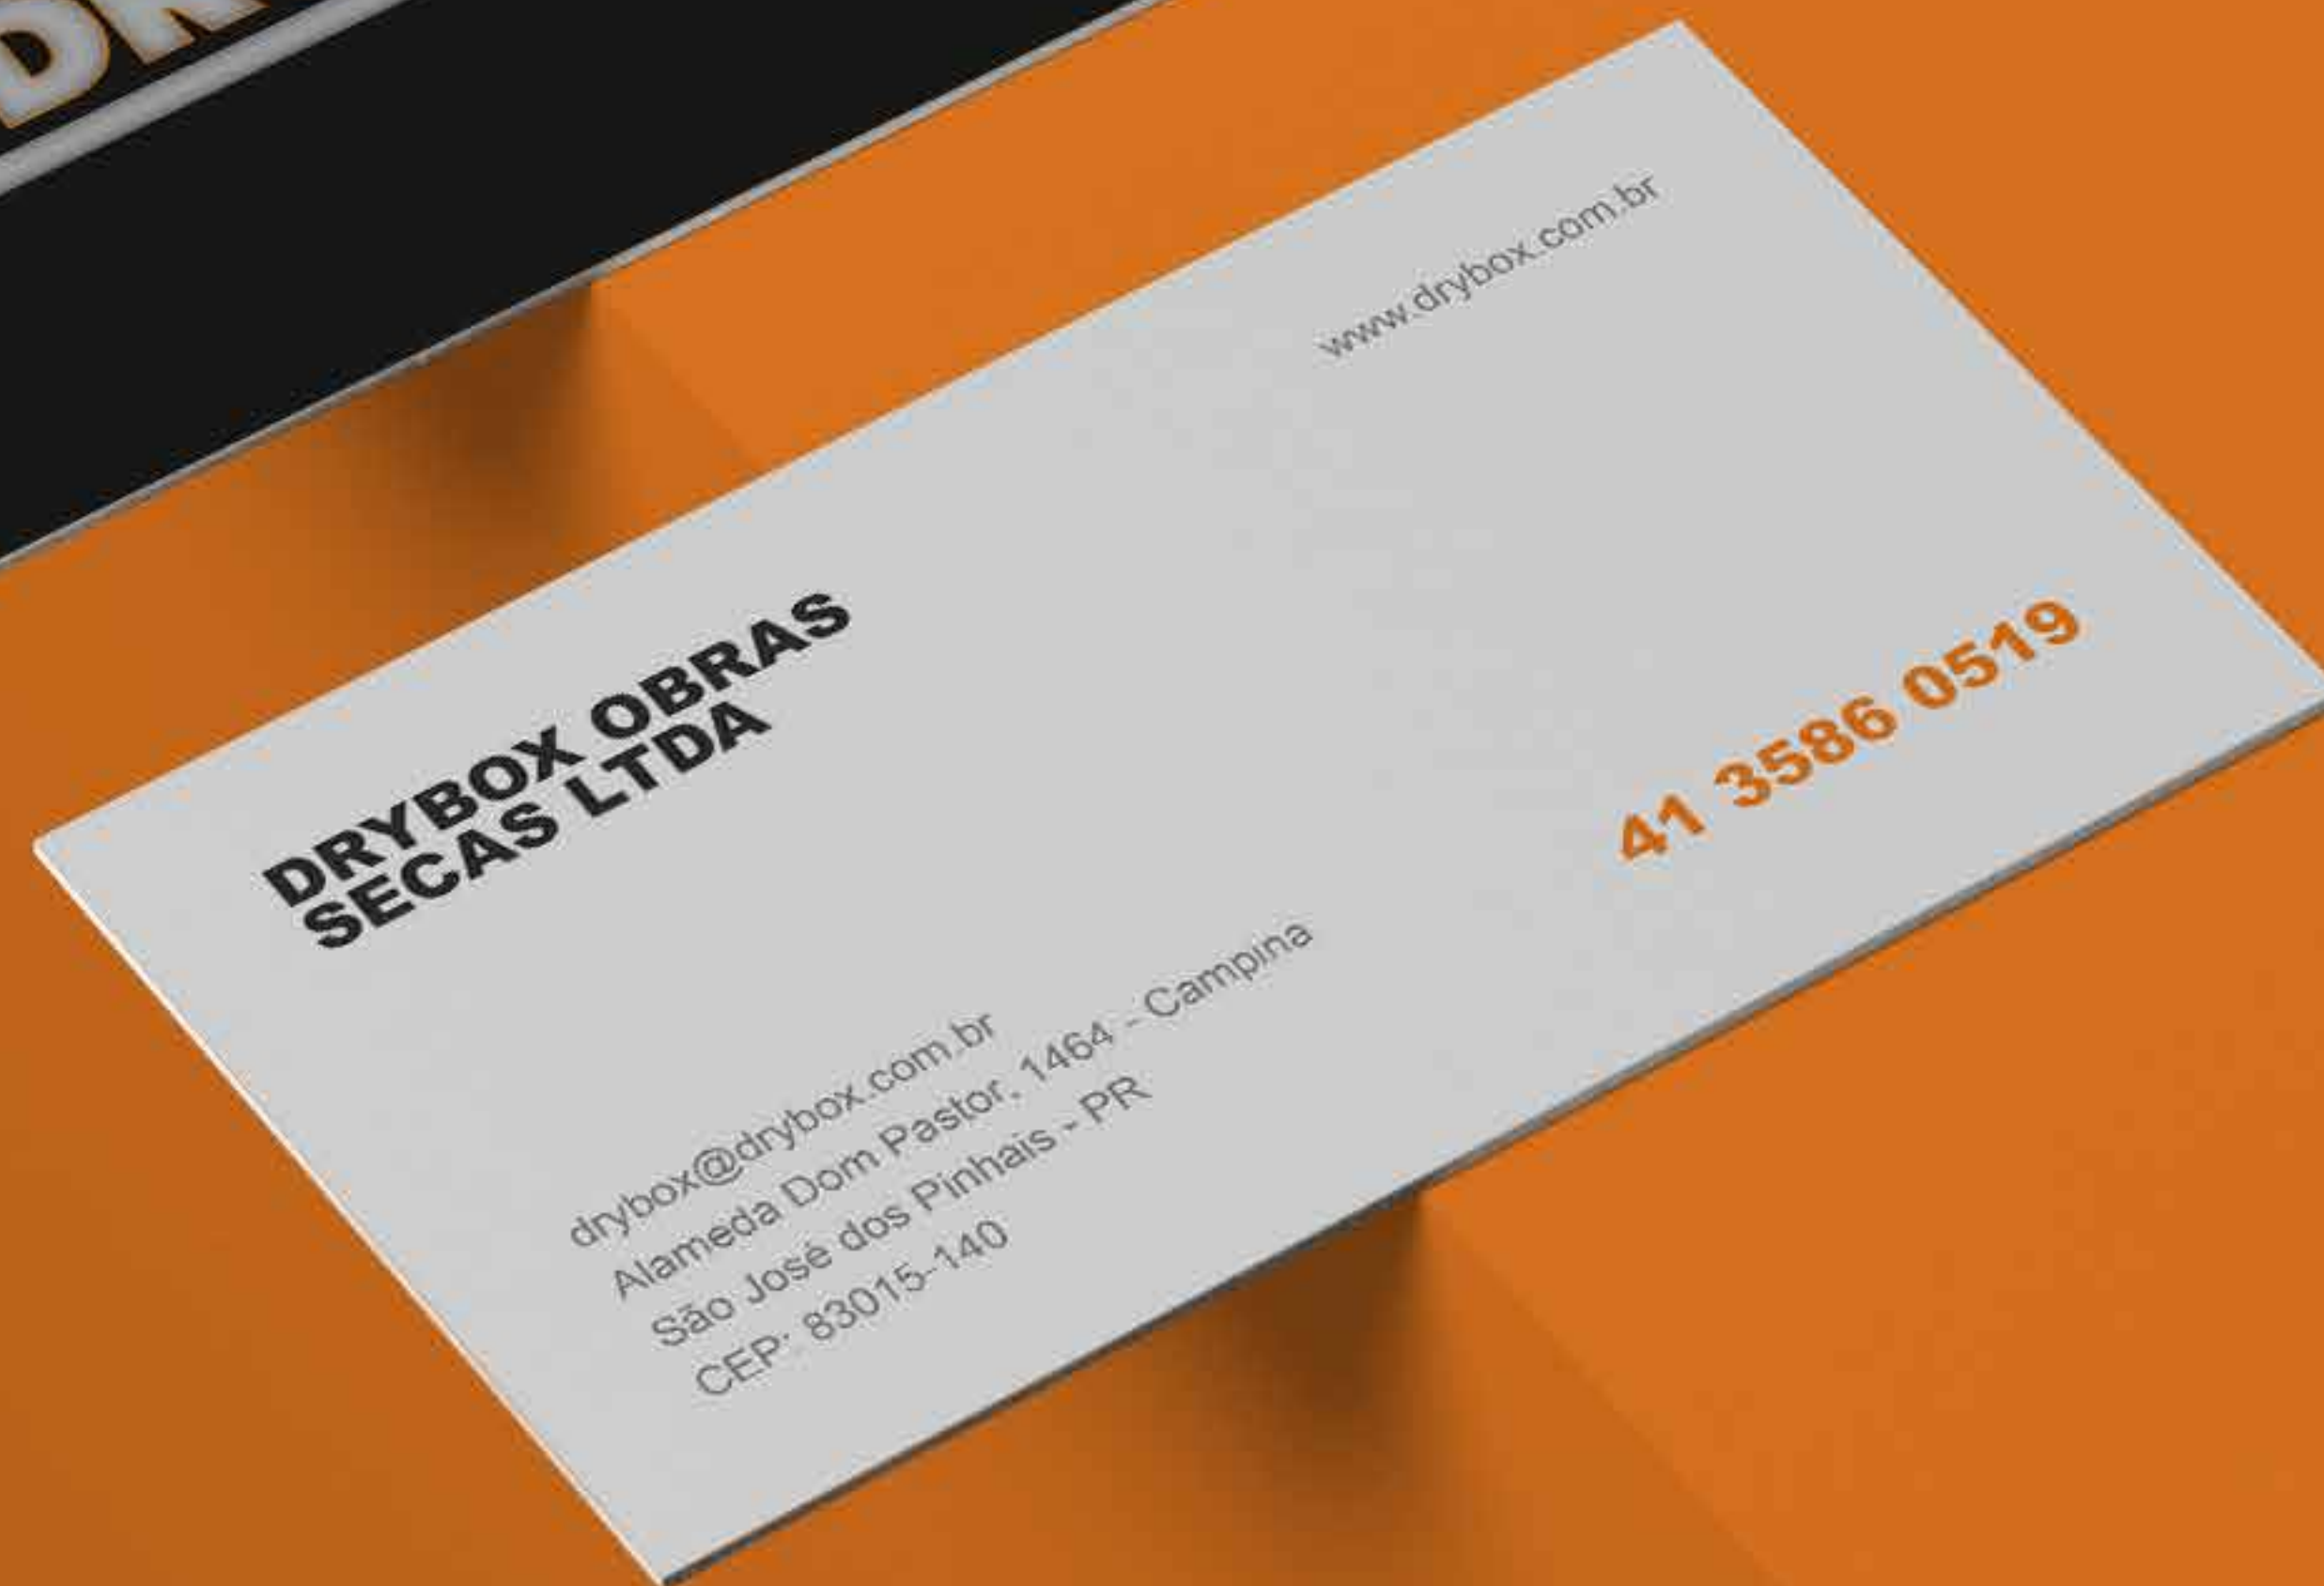 DR
www.drybox.com.br
DRYBOX OBRAS
SECAS LTDA
41 3586 0519
drybox@drybox.com.br
Alameda Dom Pastor, 1464 - Campina
São José dos Pinhais - PR
CEP: 83015-140